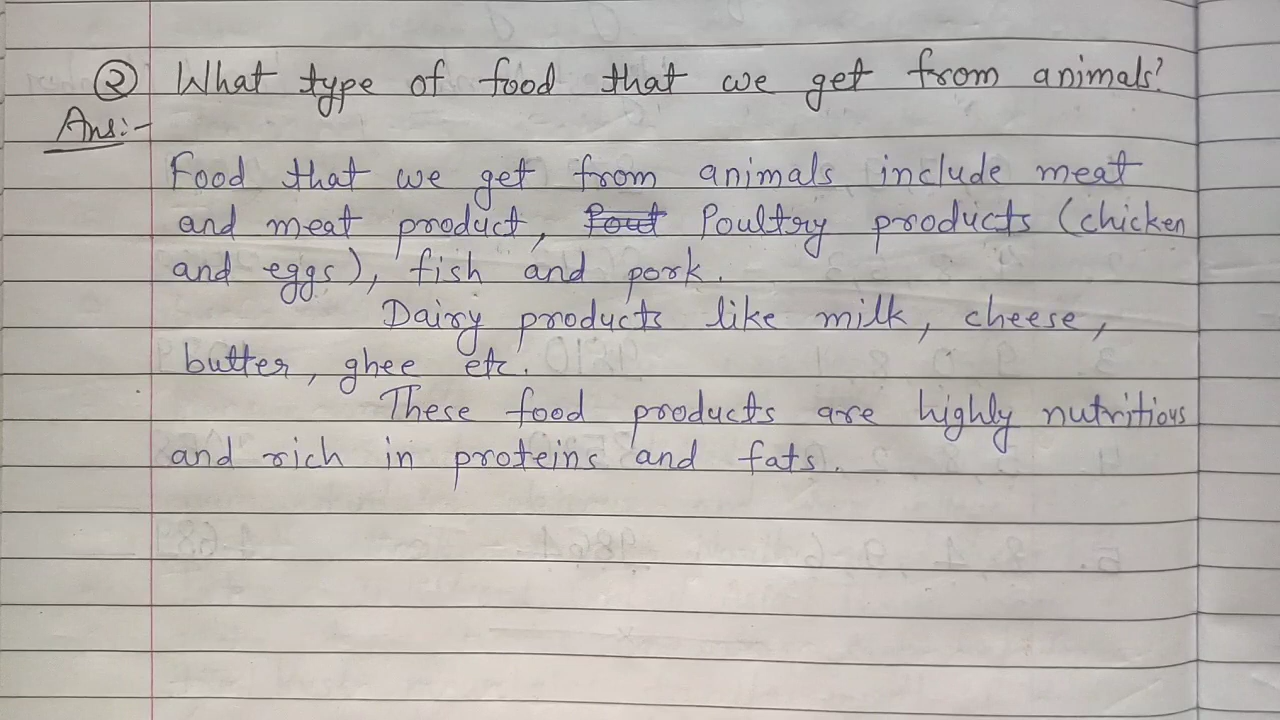 ② What type of food that we get from animals?
Ans:-
Food that we get from animals include meat
and meat product, Poultry products (chicken
and eggs), fish and pork.
Dairy products like milk, cheese,
butter, ghee etc.
These food products are highly nutritious
and rich in proteins and fats.